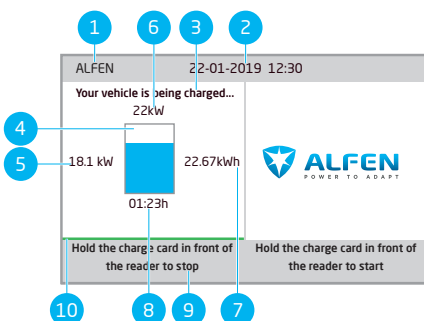 1 6 3 2
ALFEN 22-01-2019 12:30
Your vehicle is being charged...
22kW
4
5 18.1 kW 22.67kWh
ALFEN
POWER TO ADAPT
01:23h
Hold the charge card in front of
the reader to stop
Hold the charge card in front of
the reader to start
10 8 9 7